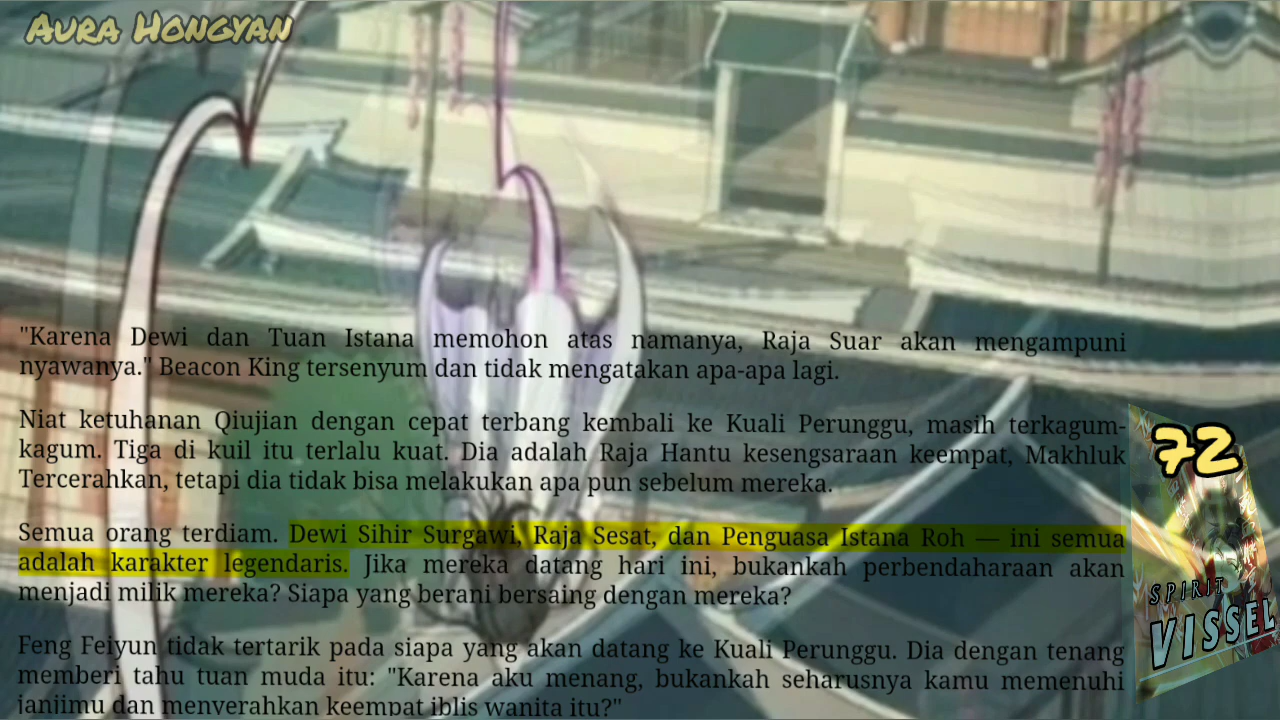 Aura Hongyan
"Karena Dewi dan Tuan Istana memohon atas namanya, Raja Suar akan mengampuni
nyawanya." Beacon King tersenyum dan tidak mengatakan apa-apa lagi.
Niat ketuhanan Qiujian dengan cepat terbang kembali ke Kuali Perunggu, masih terkagum-
kagum. Tiga di kuil itu terlalu kuat. Dia adalah Raja Hantu kesengsaraan keempat, Makhluk
Tercerahkan, tetapi dia tidak bisa melakukan apa pun sebelum mereka.
Semua orang terdiam. Dewi Sihir Surgawi, Raja Sesat, dan Penguasa Istana Roh — ini semua
adalah karakter legendaris. Jika mereka datang hari ini, bukankah perbendaharaan akan
menjadi milik mereka? Siapa yang berani bersaing dengan mereka?
Feng Feiyun tidak tertarik pada siapa yang akan datang ke Kuali Perunggu. Dia dengan tenang
memberi tahu tuan muda itu: "Karena aku menang, bukankah seharusnya kamu memenuhi
janjimu dan menyerahkan keempat iblis wanita itu?"
72
SPIRIT
VISSEL